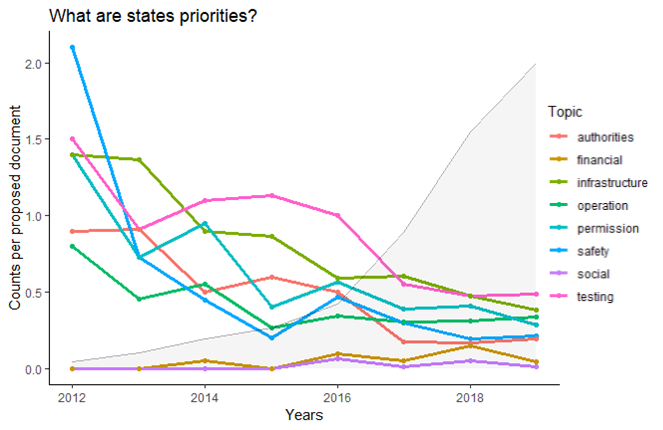 What are states priorities?
Counts per proposed document
2.0
1.5
1.0
0.5
0.0
2012
2014
2016
2018
Years
Topic
authorities
financial
infrastructure
operation
permission
safety
social
testing